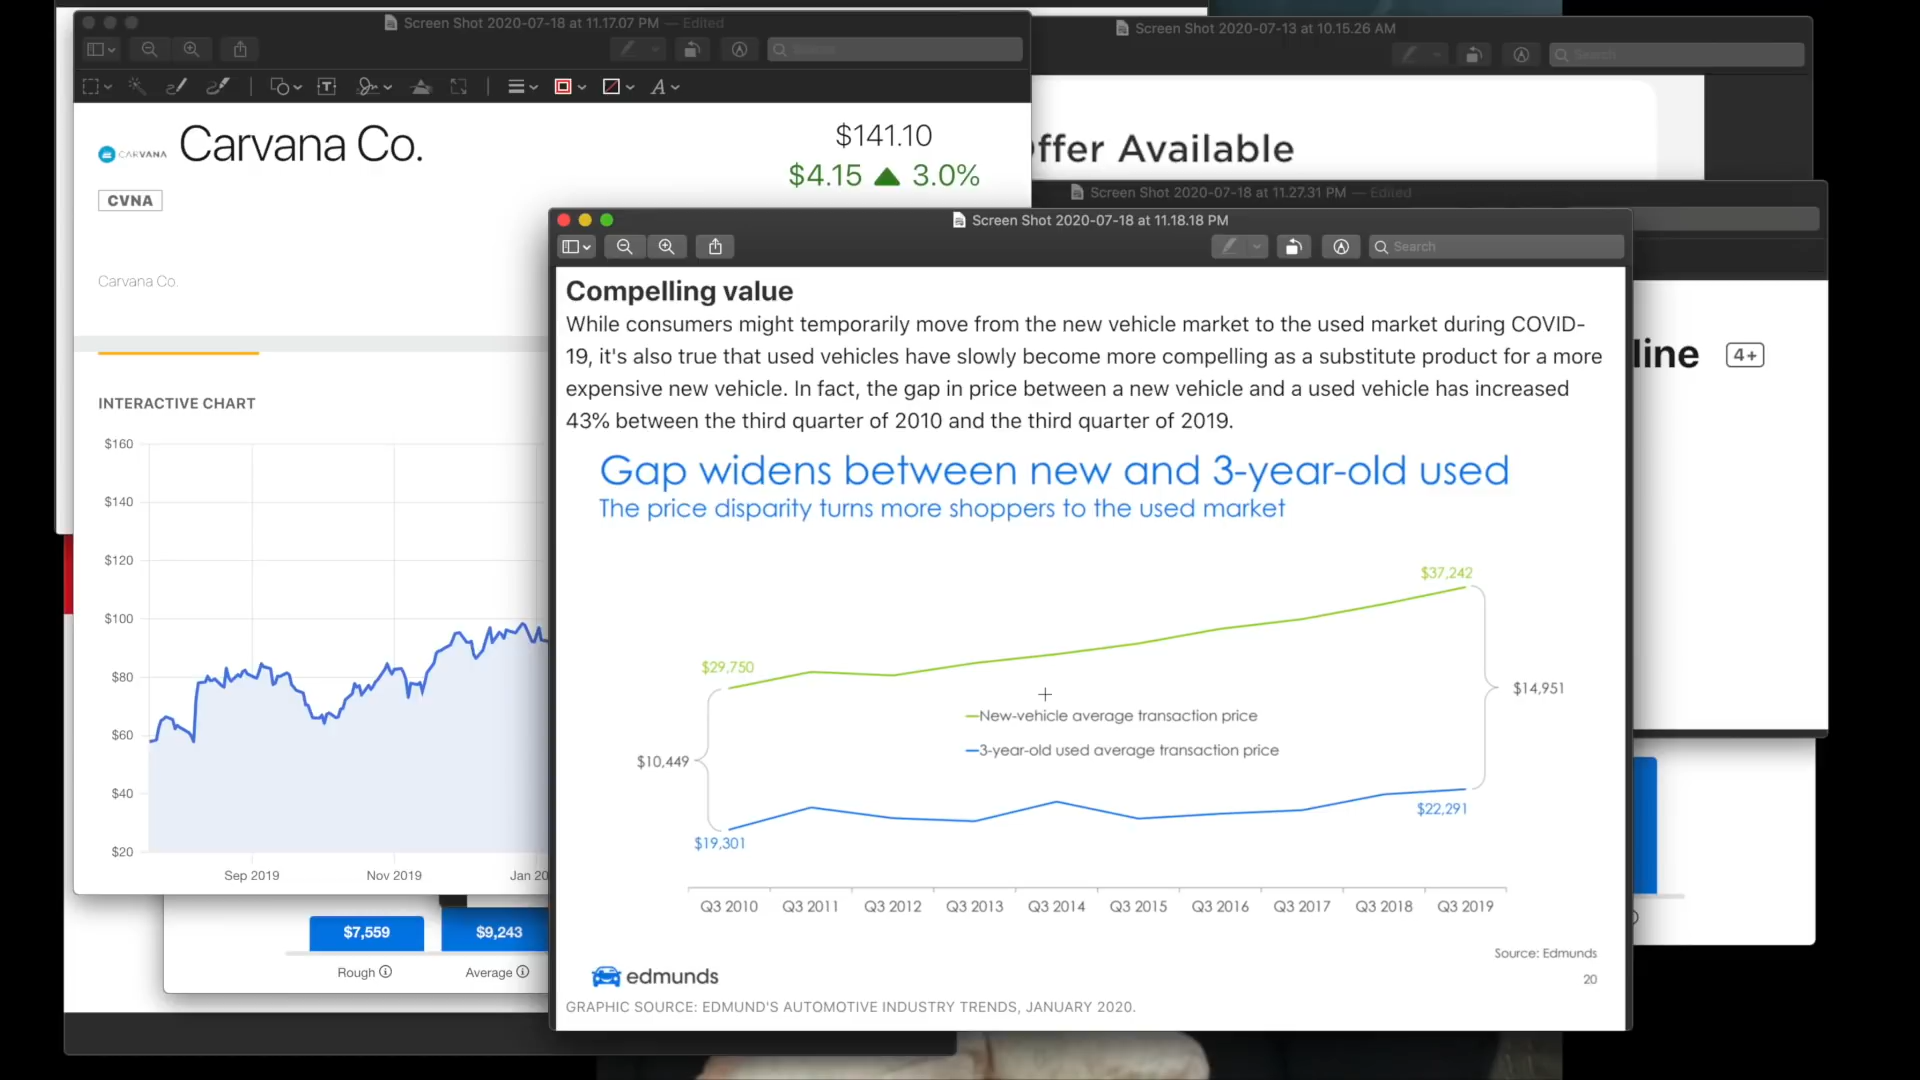 Screen Shot 2020-07-18 at 11.17.07 PM — Edited
Search
Screen Shot 2020-07-13 at 10.15.26 AM
Search
CARVANA
Carvana Co.
$141.10
$4.15 ▲ 3.0%
CVNA
Carvana Co.
ffer Available
Screen Shot 2020-07-18 at 11.27.31 PM — Edited
line
4+
INTERACTIVE CHART
$160
$140
$120
$100
$80
$60
$40
$20
Sep 2019
Nov 2019
Jan 20
$7,559
$9,243
Rough
Average
Screen Shot 2020-07-18 at 11.18.18 PM
Search
Compelling value
While consumers might temporarily move from the new vehicle market to the used market during COVID-
19, it's also true that used vehicles have slowly become more compelling as a substitute product for a more
expensive new vehicle. In fact, the gap in price between a new vehicle and a used vehicle has increased
43% between the third quarter of 2010 and the third quarter of 2019.
Gap widens between new and 3-year-old used
The price disparity turns more shoppers to the used market
$37,242
$29,750
$14,951
New-vehicle average transaction price
3-year-old used average transaction price
$10,449
$22,291
$19,301
Q3 2010 Q3 2011 Q3 2012 Q3 2013 Q3 2014 Q3 2015 Q3 2016 Q3 2017 Q3 2018 Q3 2019
Source: Edmunds
edmunds
20
GRAPHIC SOURCE: EDMUND'S AUTOMOTIVE INDUSTRY TRENDS, JANUARY 2020.